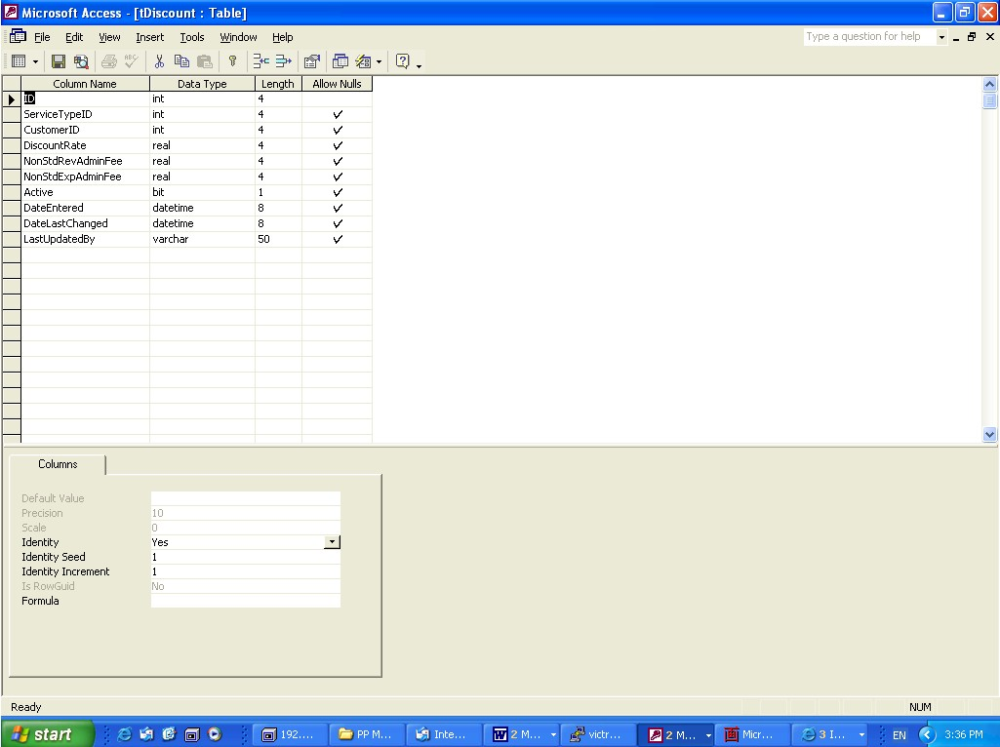 Microsoft Access - [tDiscount : Table]
File Edit View Insert Tools Window Help
Type a question for help
Column Name Data Type Length Allow Nulls
ID int 4
ServiceTypeID int 4
CustomerID int 4
DiscountRate real 4
NonStdRevAdminFee real 4
NonStdExpAdminFee real 4
Active bit 1
DateEntered datetime 8
DateLastChanged datetime 8
LastUpdatedBy varchar 50
Columns
Default Value
Precision 10
Scale 0
Identity Yes
Identity Seed 1
Identity Increment 1
Is RowGuid No
Formula
Ready NUM
start 192.... PP M... Inte... 2 M... victr... 2 M... Micr... 3 I... EN 3:36 PM